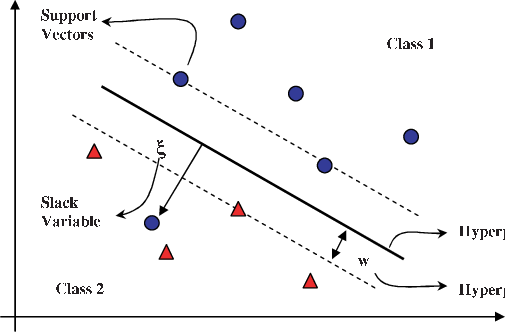 Support
Vectors
Class 1
ξ
Slack
Variable
w
Class 2